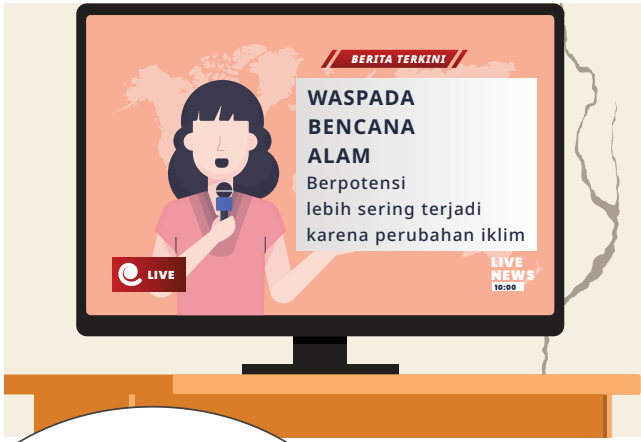 BERITA TERKINI
WASPADA
BENCANA
ALAM
Berpotensi
lebih sering terjadi
karena perubahan iklim
LIVE
LIVE
NEWS
10:00